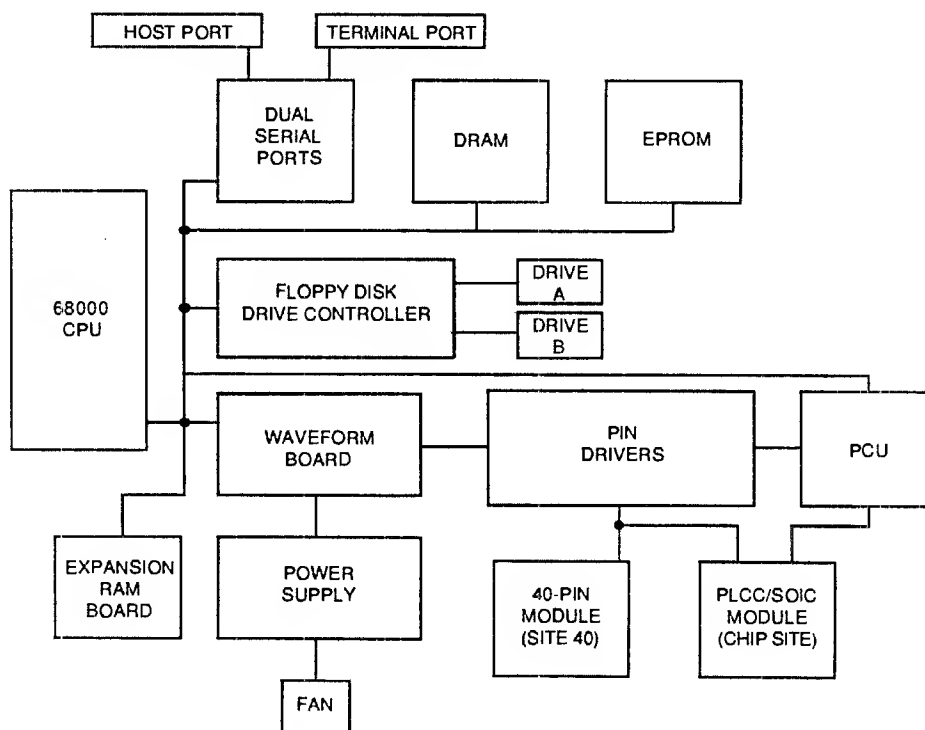 HOST PORT
TERMINAL PORT
DUAL
SERIAL
PORTS
DRAM
EPROM
68000
CPU
FLOPPY DISK
DRIVE CONTROLLER
DRIVE
A
DRIVE
B
WAVEFORM
BOARD
PIN
DRIVERS
PCU
EXPANSION
RAM
BOARD
POWER
SUPPLY
40-PIN
MODULE
(SITE 40)
PLCC/SOIC
MODULE
(CHIP SITE)
FAN